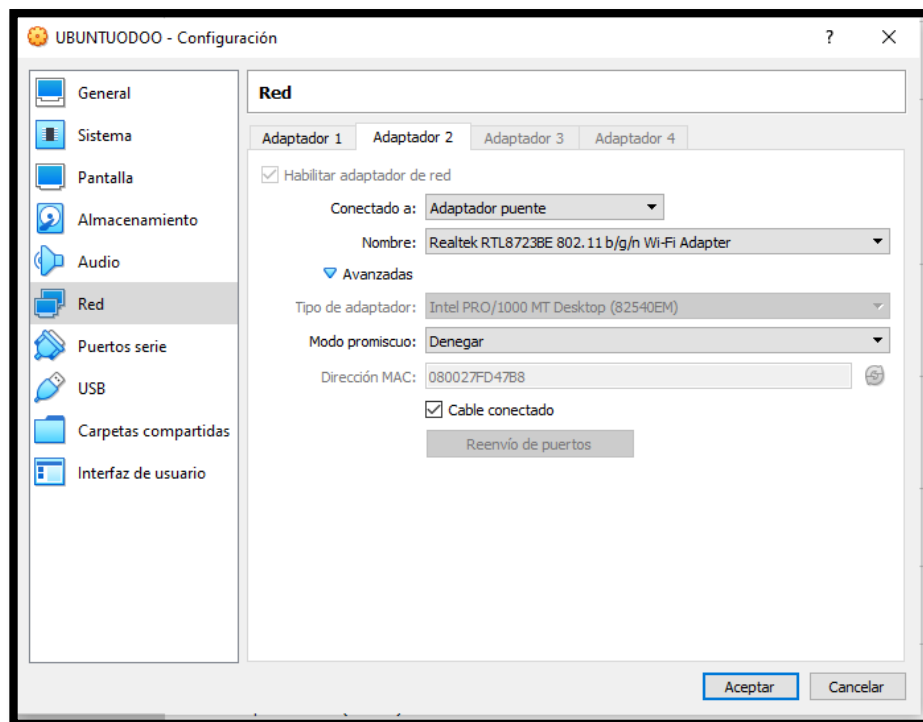 UBUNTUODOO - Configuración
?
General
Sistema
Pantalla
Almacenamiento
Audio
Red
Puertos serie
USB
Carpetas compartidas
Interfaz de usuario
Red
Adaptador 1 Adaptador 2 Adaptador 3 Adaptador 4
Habilitar adaptador de red
Conectado a: Adaptador puente
Nombre: Realtek RTL8723BE 802.11 b/g/n Wi-Fi Adapter
Avanzadas
Tipo de adaptador: Intel PRO/1000 MT Desktop (82540EM)
Modo promiscuo: Denegar
Dirección MAC: 080027FD47B8
Cable conectado
Reenvío de puertos
Aceptar Cancelar